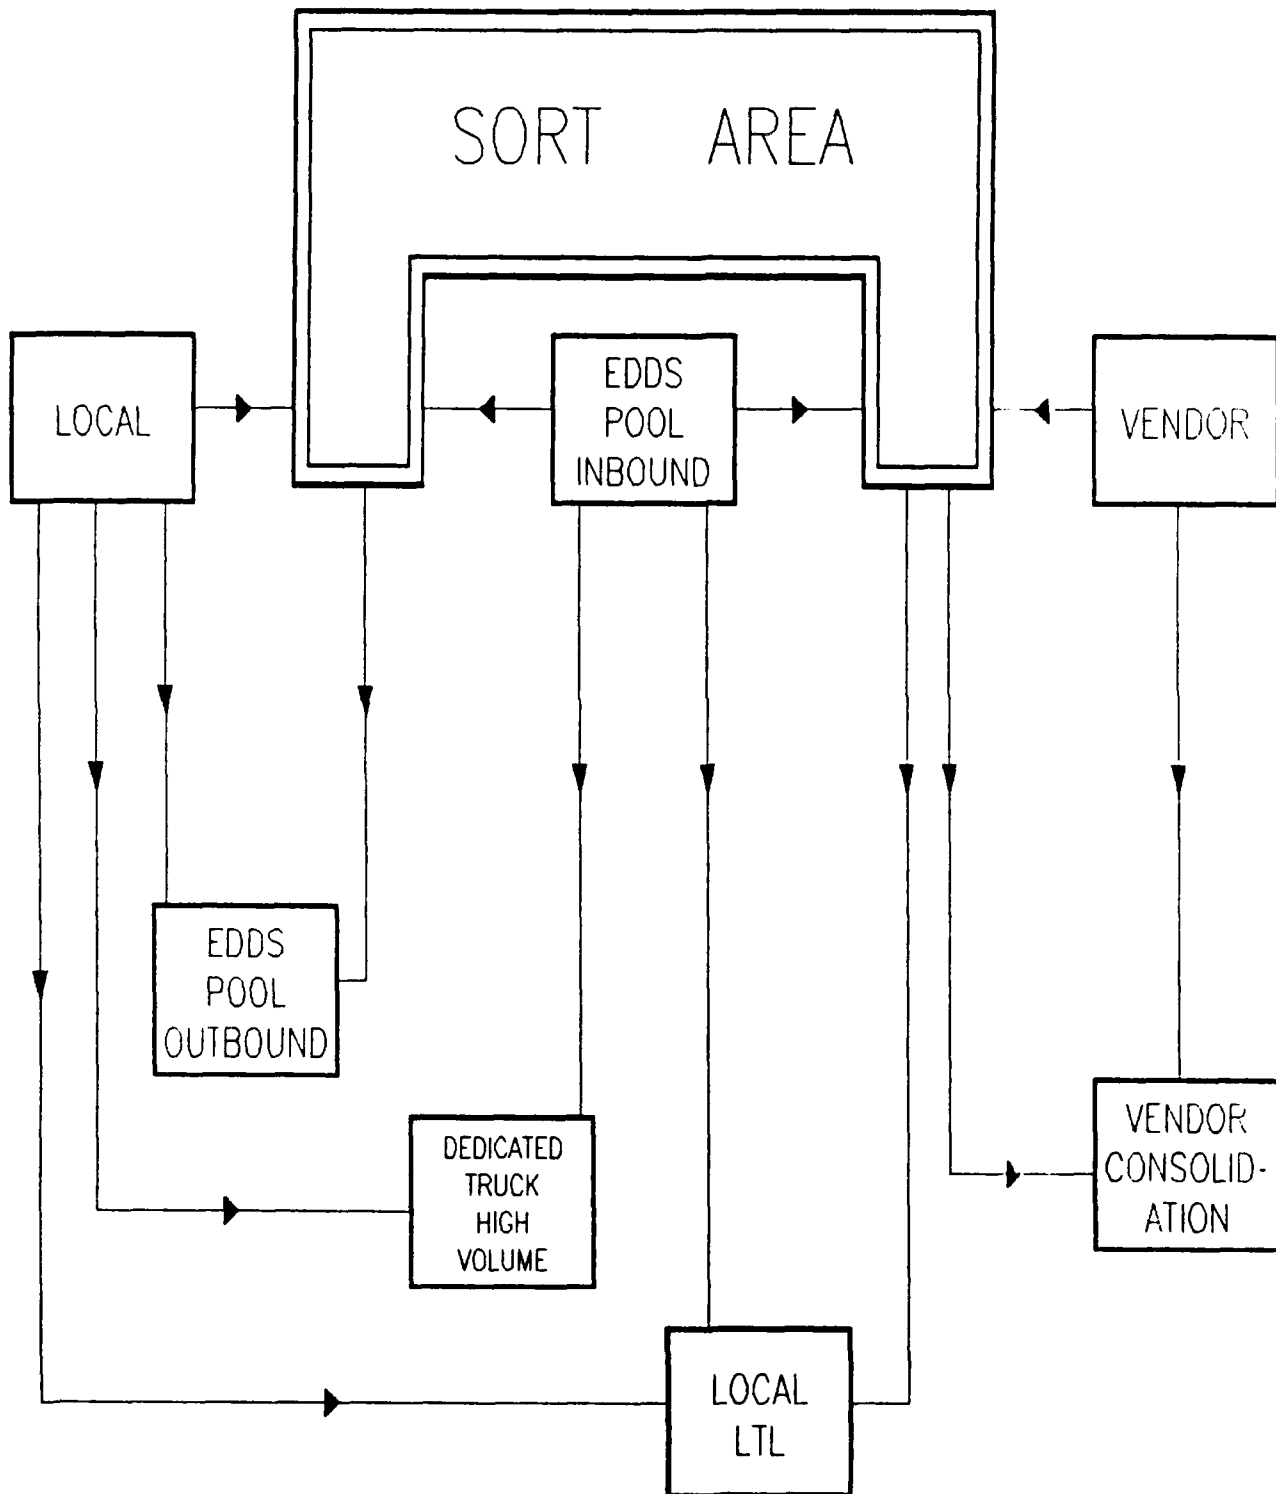 SORT AREA
LOCAL
EDDS
POOL
INBOUND
VENDOR
EDDS
POOL
OUTBOUND
DEDICATED
TRUCK
HIGH
VOLUME
VENDOR
CONSOLID-
ATION
LOCAL
LTL